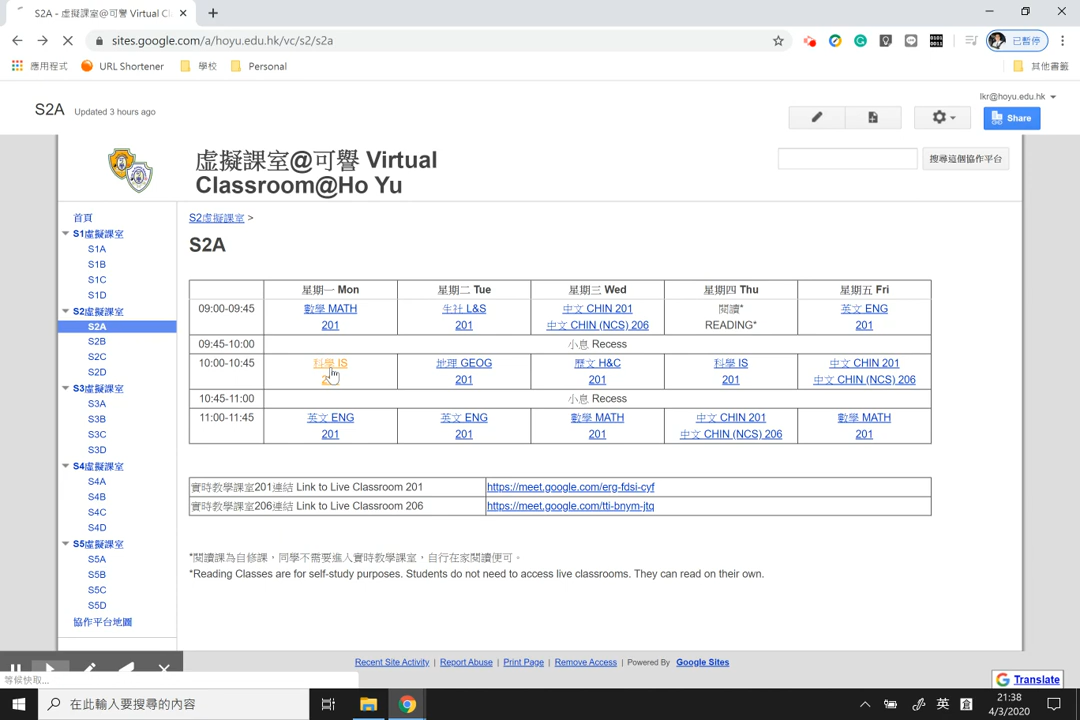 S2A - 虛擬課室@可譽 Virtual Cl
sites.google.com/a/hoyu.edu.hk/vc/s2/s2a
已暫停
應用程式
URL Shortener
學校
Personal
其他書籤
S2A Updated 3 hours ago
lkr@hoyu.edu.hk
Share
虛擬課室@可譽 Virtual
Classroom@Ho Yu
搜尋這個協作平台
首頁
S1虛擬課室
S1A
S1B
S1C
S1D
S2虛擬課室
S2A
S2B
S2C
S2D
S3虛擬課室
S3A
S3B
S3C
S3D
S4虛擬課室
S4A
S4B
S4C
S4D
S5虛擬課室
S5A
S5B
S5C
S5D
協作平台地圖
S2虛擬課室 >
S2A
星期一 Mon 星期二 Tue 星期三 Wed 星期四 Thu 星期五 Fri
09:00-09:45 數學 MATH 生社 L&S 中文 CHIN 201 閱讀* 英文 ENG
201 201 中文 CHIN (NCS) 206 READING* 201
09:45-10:00 小息 Recess
10:00-10:45 科學 IS 地理 GEOG 歷文 H&C 科學 IS 中文 CHIN 201
201 201 201 中文 CHIN (NCS) 206
10:45-11:00 小息 Recess
11:00-11:45 英文 ENG 英文 ENG 數學 MATH 中文 CHIN 201 數學 MATH
201 201 201 中文 CHIN (NCS) 206 201
實時教學課室201連結 Link to Live Classroom 201 https://meet.google.com/erg-fdsi-cyf
實時教學課室206連結 Link to Live Classroom 206 https://meet.google.com/tti-bnym-jtq
*閱讀課為自修課，同學不需要進入實時教學課室，自行在家閱讀便可。
*Reading Classes are for self-study purposes. Students do not need to access live classrooms. They can read on their own.
Recent Site Activity | Report Abuse | Print Page | Remove Access | Powered By Google Sites
等候快取...
Translate
在此輸入要搜尋的內容
英
21:38
4/3/2020